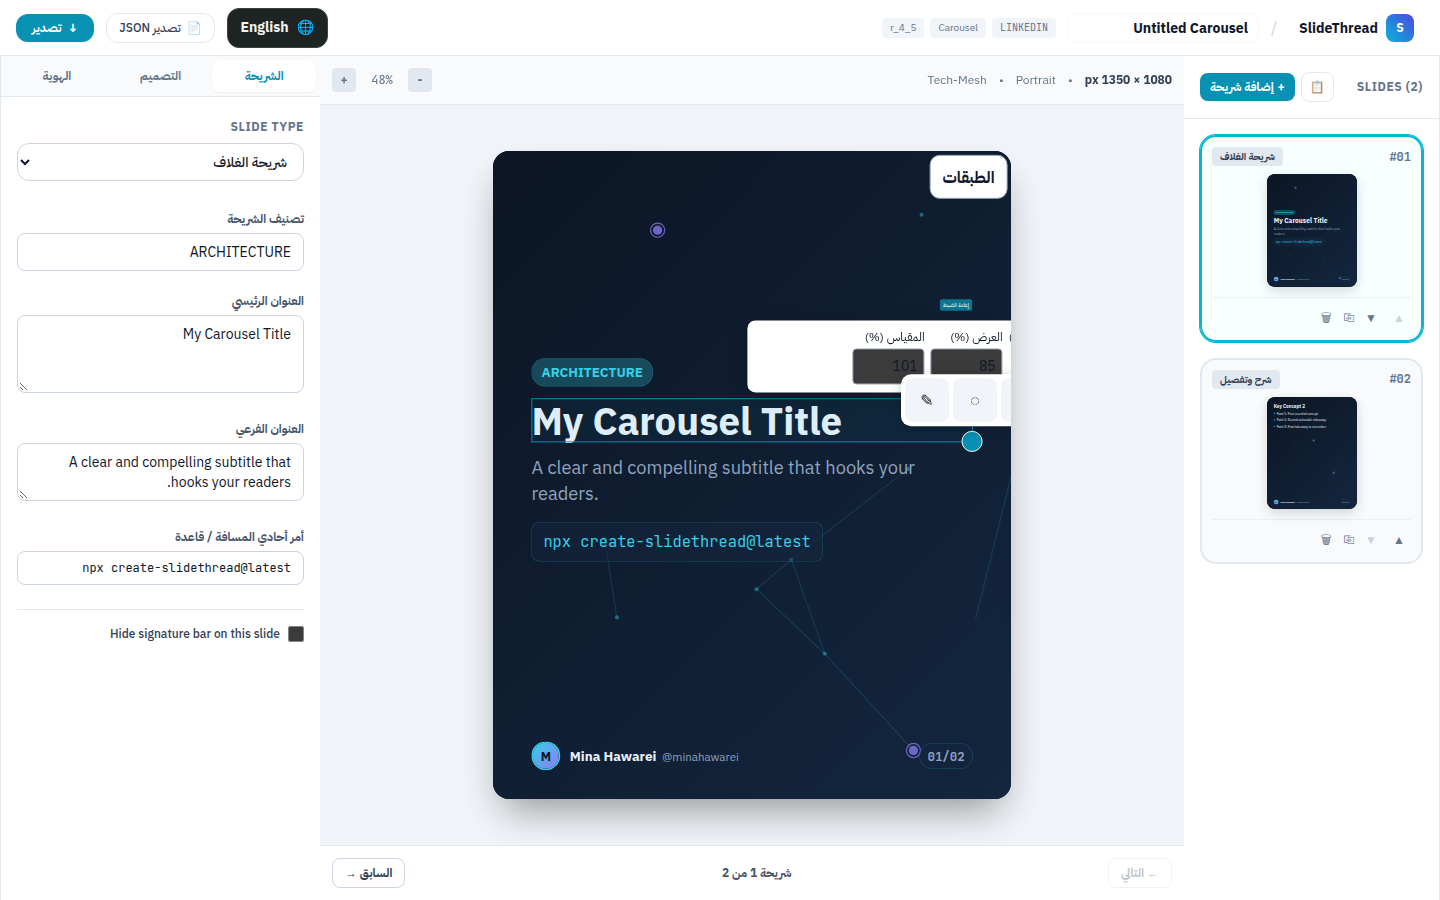 S SlideThread / Untitled Carousel
LINKEDIN Carousel r_4_5
English
تصدير JSON
تصدير ↓
SLIDES (2)
+ إضافة شريحة
#01
شريحة الغلاف
My Carousel Title
▲ ▼
#02
شرح وتفصيل
Key Concept 2
▲ ▼
px 1350 × 1080 • Portrait • Tech-Mesh
- 48% +
الطبقات
إعادة الضبط
العرض (%)
المقياس (%)
85
101
ARCHITECTURE
My Carousel Title
A clear and compelling subtitle that hooks your
readers.
npx create-slidethread@latest
M Mina Hawarei @minahawarei
01/02
← التالي
شريحة 1 من 2
السابق →
الشريحة
التصميم
الهوية
SLIDE TYPE
شريحة الغلاف
تصنيف الشريحة
ARCHITECTURE
العنوان الرئيسي
My Carousel Title
العنوان الفرعي
A clear and compelling subtitle that
.hooks your readers
أمر أحادي المسافة / قاعدة
npx create-slidethread@latest
Hide signature bar on this slide